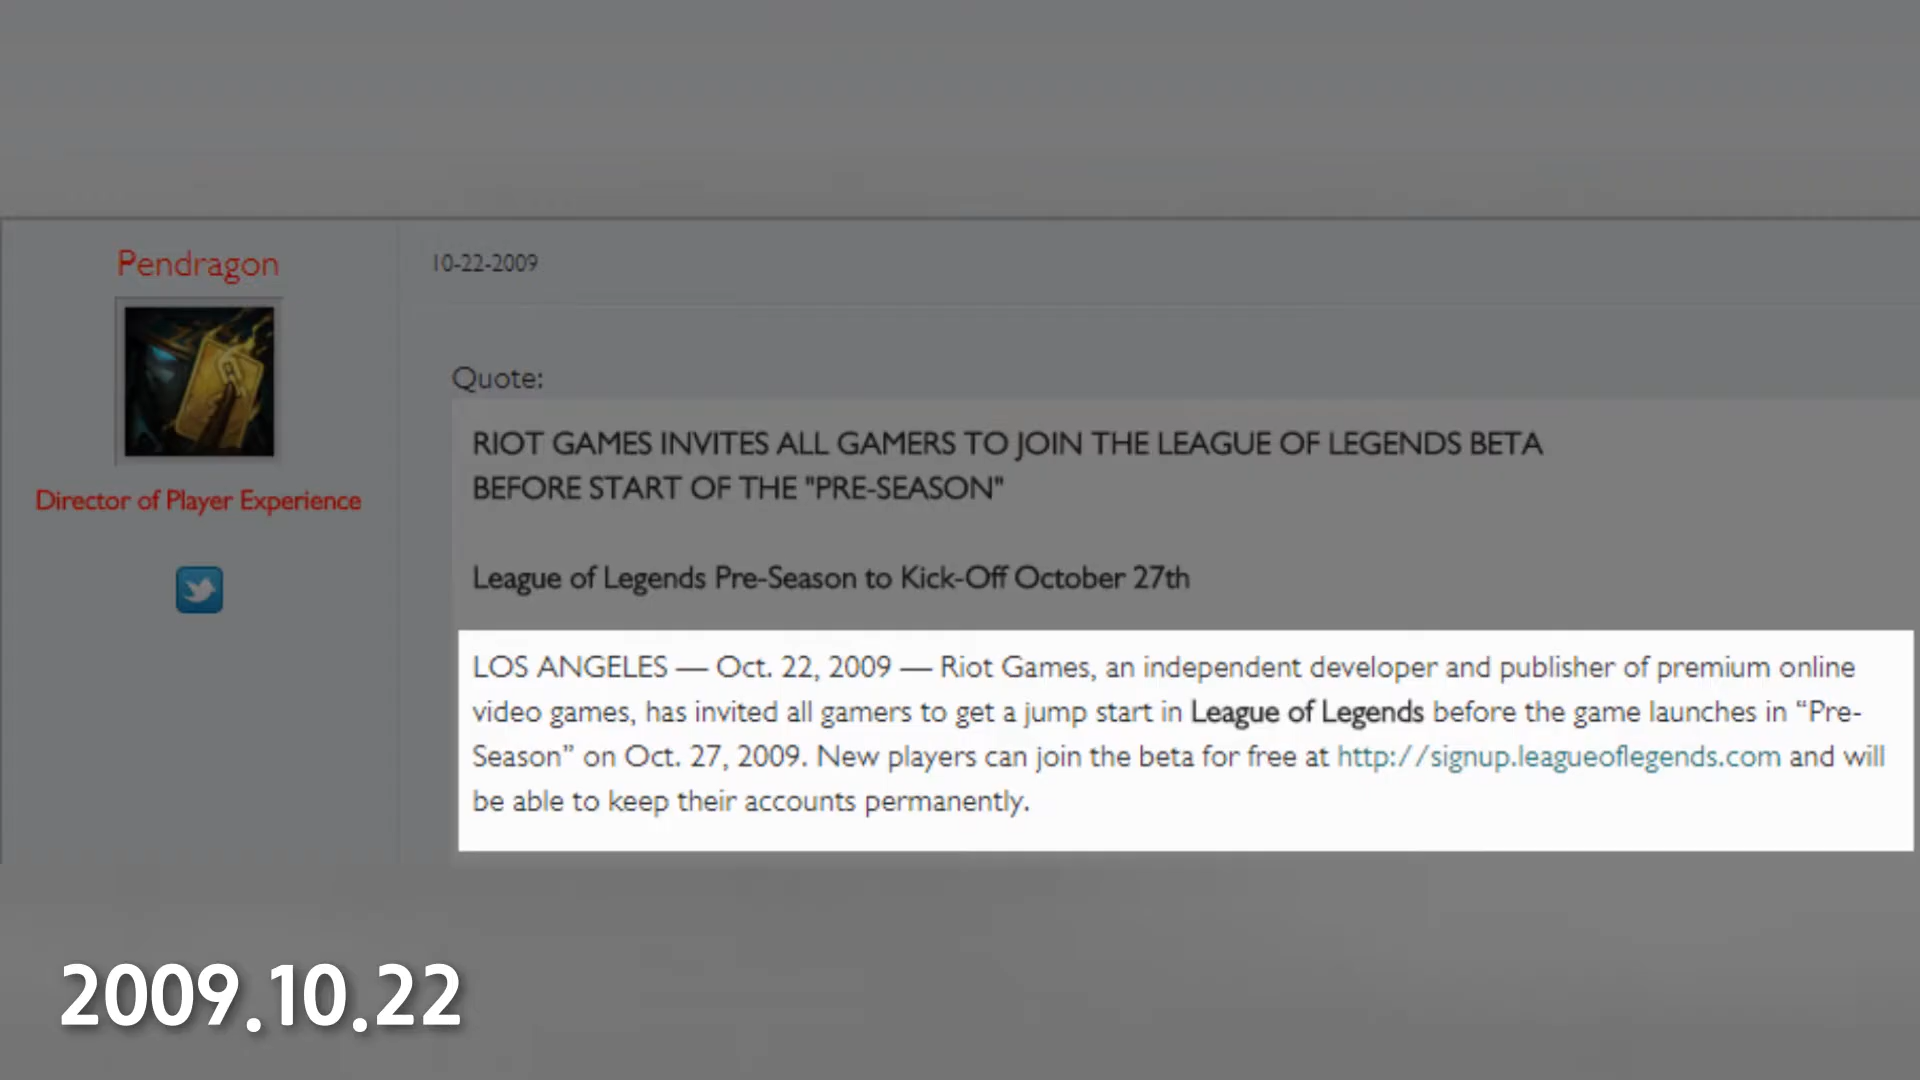 Pendragon
10-22-2009
Director of Player Experience
Quote:
RIOT GAMES INVITES ALL GAMERS TO JOIN THE LEAGUE OF LEGENDS BETA
BEFORE START OF THE "PRE-SEASON"
League of Legends Pre-Season to Kick-Off October 27th
LOS ANGELES — Oct. 22, 2009 — Riot Games, an independent developer and publisher of premium online
video games, has invited all gamers to get a jump start in League of Legends before the game launches in “Pre-
Season” on Oct. 27, 2009. New players can join the beta for free at http://signup.leagueoflegends.com and will
be able to keep their accounts permanently.
2009.10.22